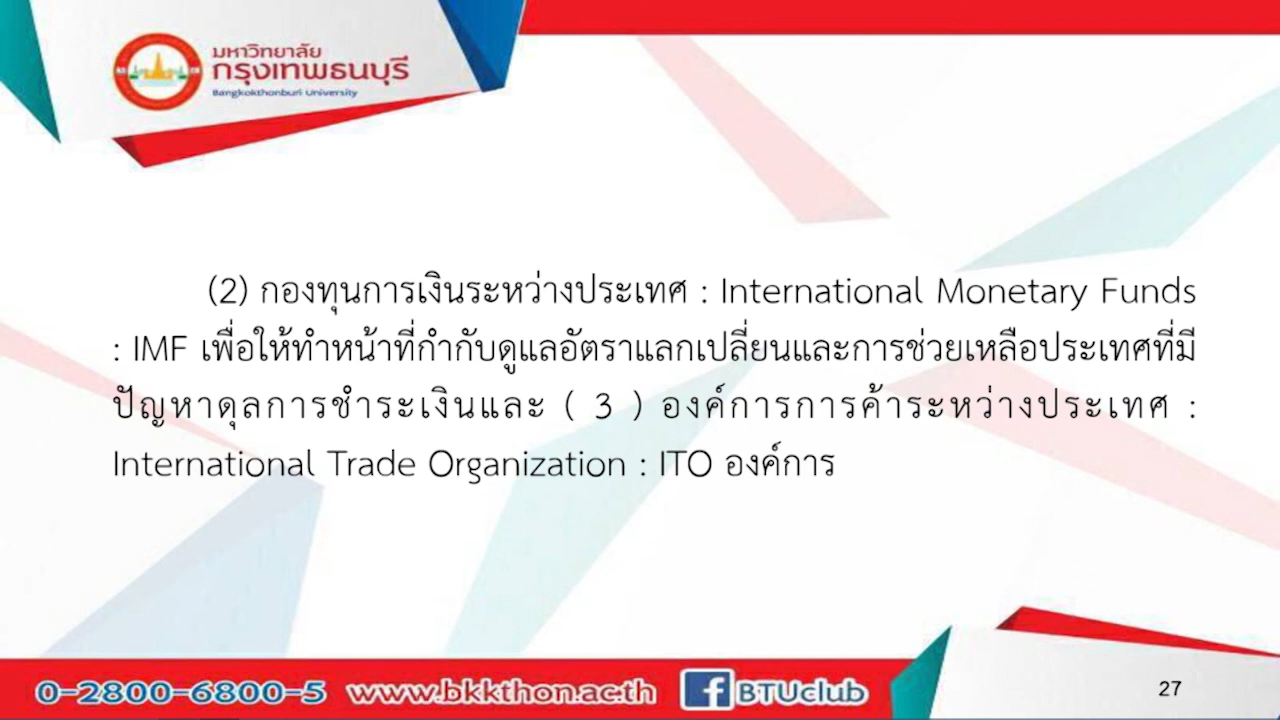 มหาวิทยาลัย
กรุงเทพธนบุรี
Bangkokthonburi University
(2) กองทุนการเงินระหว่างประเทศ : International Monetary Funds
: IMF เพื่อให้ทำหน้าที่กำกับดูแลอัตราแลกเปลี่ยนและการช่วยเหลือประเทศที่มี
ปัญหาดุลการชำระเงินและ ( 3 ) องค์การการค้าระหว่างประเทศ :
International Trade Organization : ITO องค์การ
0-2800-6800-5 www.bkkthon.ac.th f BTUclub
27